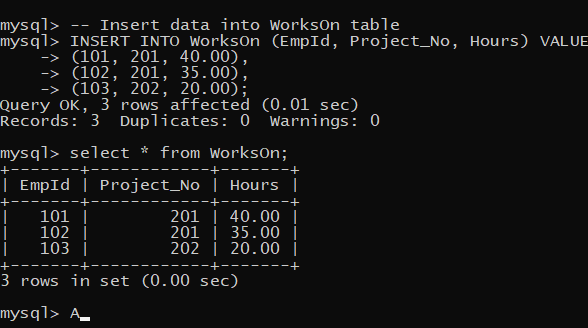 mysql> -- Insert data into WorksOn table
mysql> INSERT INTO WorksOn (EmpId, Project_No, Hours) VALUE
    -> (101, 201, 40.00),
    -> (102, 201, 35.00),
    -> (103, 202, 20.00);
Query OK, 3 rows affected (0.01 sec)
Records: 3  Duplicates: 0  Warnings: 0
mysql> select * from WorksOn;
+-------+------------+-------+
| EmpId | Project_No | Hours |
+-------+------------+-------+
|   101 |        201 | 40.00 |
|   102 |        201 | 35.00 |
|   103 |        202 | 20.00 |
+-------+------------+-------+
3 rows in set (0.00 sec)
mysql> A